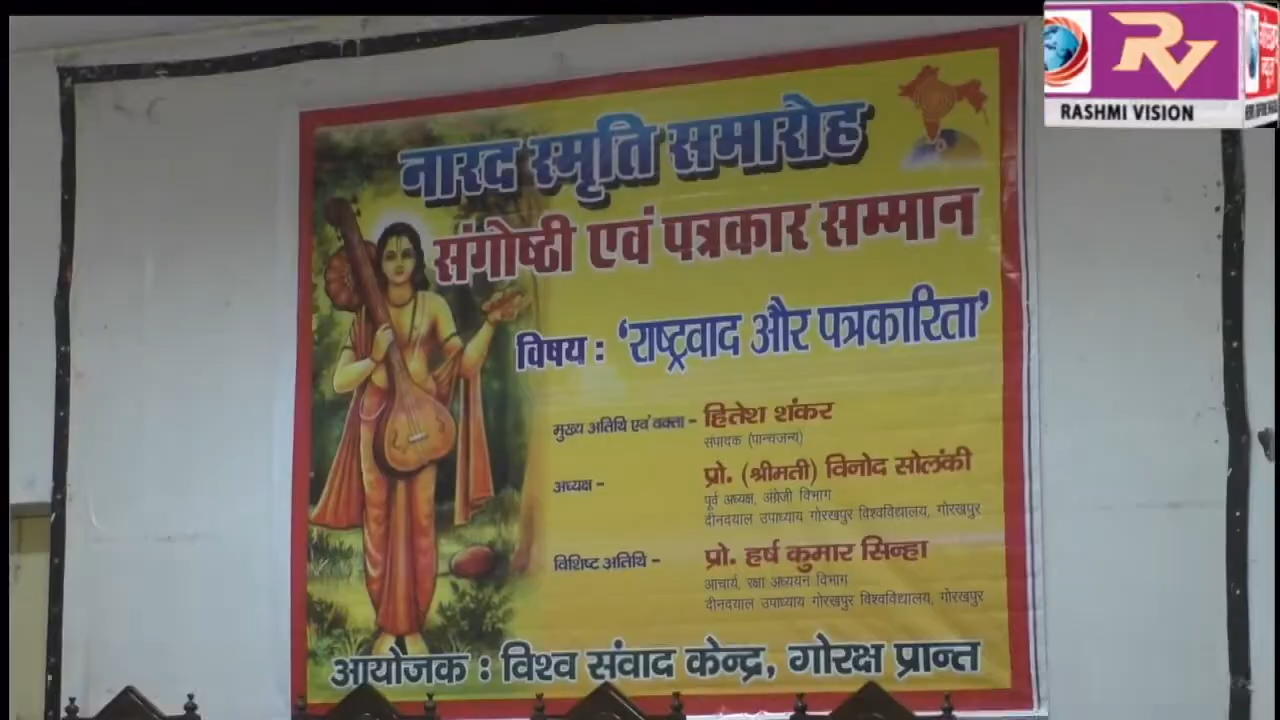 RV
RASHMI VISION
नारद स्मृति समारोह
संगोष्ठी एवं पत्रकार सम्मान
विषय : ‘राष्ट्रवाद और पत्रकारिता’
मुख्य अतिथि एवं वक्ता - हितेश शंकर
संपादक (पान्चजन्य)
अध्यक्ष - प्रो. (श्रीमती) विनोद सोलंकी
पूर्व अध्यक्ष, अंग्रेजी विभाग
दीनदयाल उपाध्याय गोरखपुर विश्वविद्यालय, गोरखपुर
विशिष्ट अतिथि - प्रो. हर्ष कुमार सिन्हा
आचार्य, रक्षा अध्ययन विभाग
दीनदयाल उपाध्याय गोरखपुर विश्वविद्यालय, गोरखपुर
आयोजक : विश्व संवाद केन्द्र, गोरक्ष प्रान्त